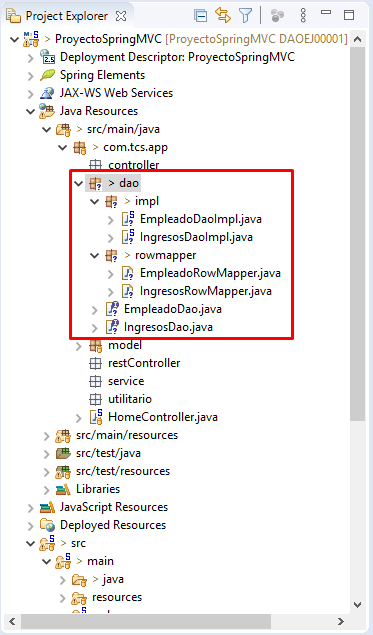 Project Explorer
> ProyectoSpringMVC [ProyectoSpringMVC DAOEJ00001]
Deployment Descriptor: ProyectoSpringMVC
Spring Elements
JAX-WS Web Services
Java Resources
> src/main/java
> com.tcs.app
controller
> dao
> impl
EmpleadoDaoImpl.java
IngresosDaoImpl.java
> rowmapper
EmpleadoRowMapper.java
IngresosRowMapper.java
EmpleadoDao.java
IngresosDao.java
model
restController
service
utilitario
HomeController.java
src/main/resources
src/test/java
src/test/resources
Libraries
JavaScript Resources
Deployed Resources
> src
> main
> java
resources